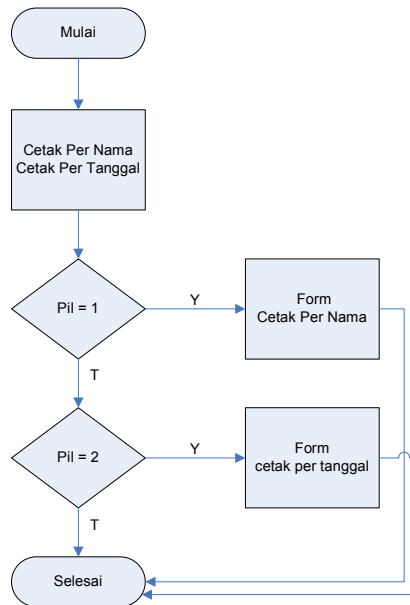 Mulai
Cetak Per Nama
Cetak Per Tanggal
Pil = 1
Y
Form
Cetak Per Nama
T
Pil = 2
Y
Form
cetak per tanggal
T
Selesai